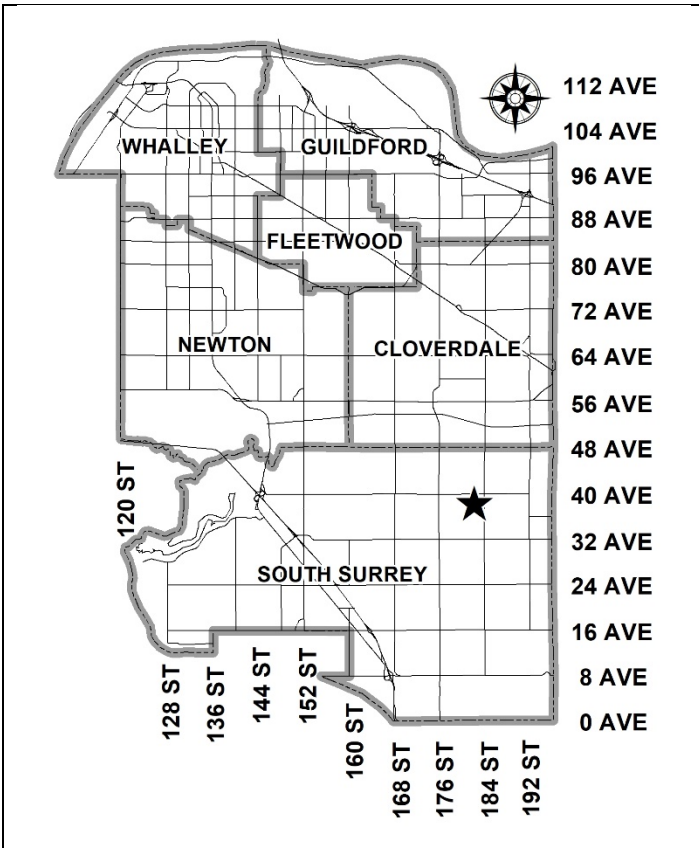 112 AVE
104 AVE
WHALLEY
GUILDFORD
96 AVE
88 AVE
FLEETWOOD
80 AVE
72 AVE
NEWTON
CLOVERDALE
64 AVE
56 AVE
48 AVE
120 ST
40 AVE
32 AVE
SOUTH SURREY
24 AVE
16 AVE
128 ST
136 ST
144 ST
152 ST
160 ST
8 AVE
0 AVE
168 ST
176 ST
184 ST
192 ST